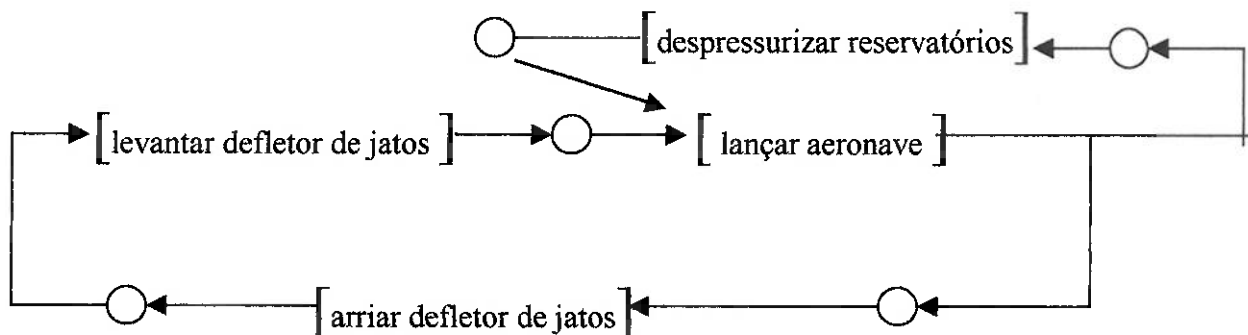 [ despressurizar reservatórios ]
[ levantar defletor de jatos ]
[ lançar aeronave ]
[ arriar defletor de jatos ]